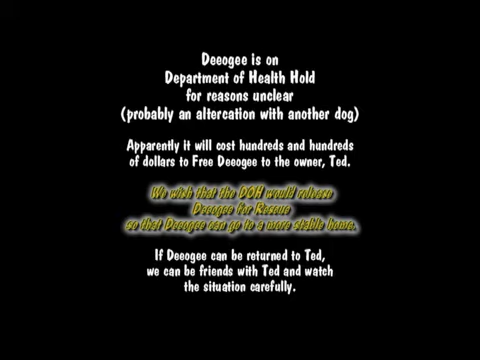 Deeogee is on
Department of Health Hold
for reasons unclear
(probably an altercation with another dog)
Apparently it will cost hundreds and hundreds
of dollars to Free Deeogee to the owner, Ted.
We wish that the DOH would release
Deeogee for Rescue
so that Deeogee can go to a more stable home.
If Deeogee can be returned to Ted,
we can be friends with Ted and watch
the situation carefully.